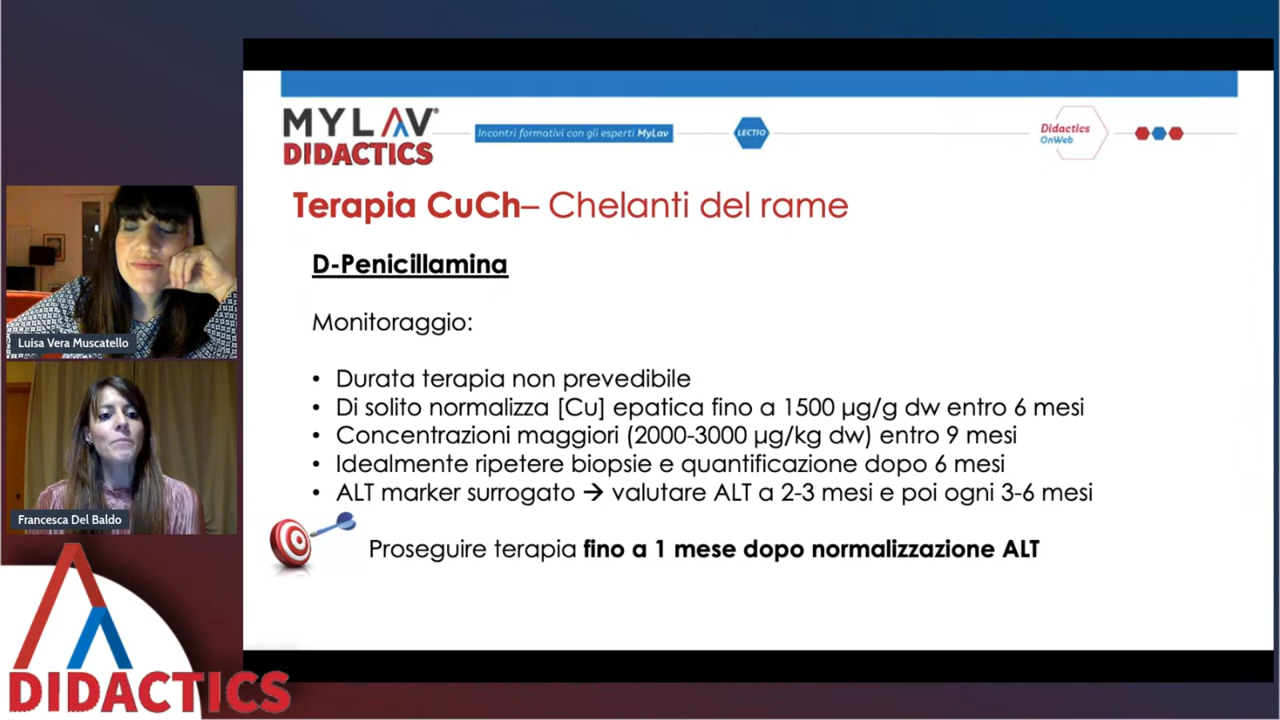 MYLAV®
DIDACTICS
Incontri formativi con gli esperti MyLav
LECTIO
Didactics
OnWeb
Terapia CuCh– Chelanti del rame
D-Penicillamina
Monitoraggio:
• Durata terapia non prevedibile
• Di solito normalizza [Cu] epatica fino a 1500 µg/g dw entro 6 mesi
• Concentrazioni maggiori (2000-3000 µg/kg dw) entro 9 mesi
• Idealmente ripetere biopsie e quantificazione dopo 6 mesi
• ALT marker surrogato → valutare ALT a 2-3 mesi e poi ogni 3-6 mesi
Proseguire terapia fino a 1 mese dopo normalizzazione ALT
Luisa Vera Muscatello
Francesca Del Baldo
DIDACTICS